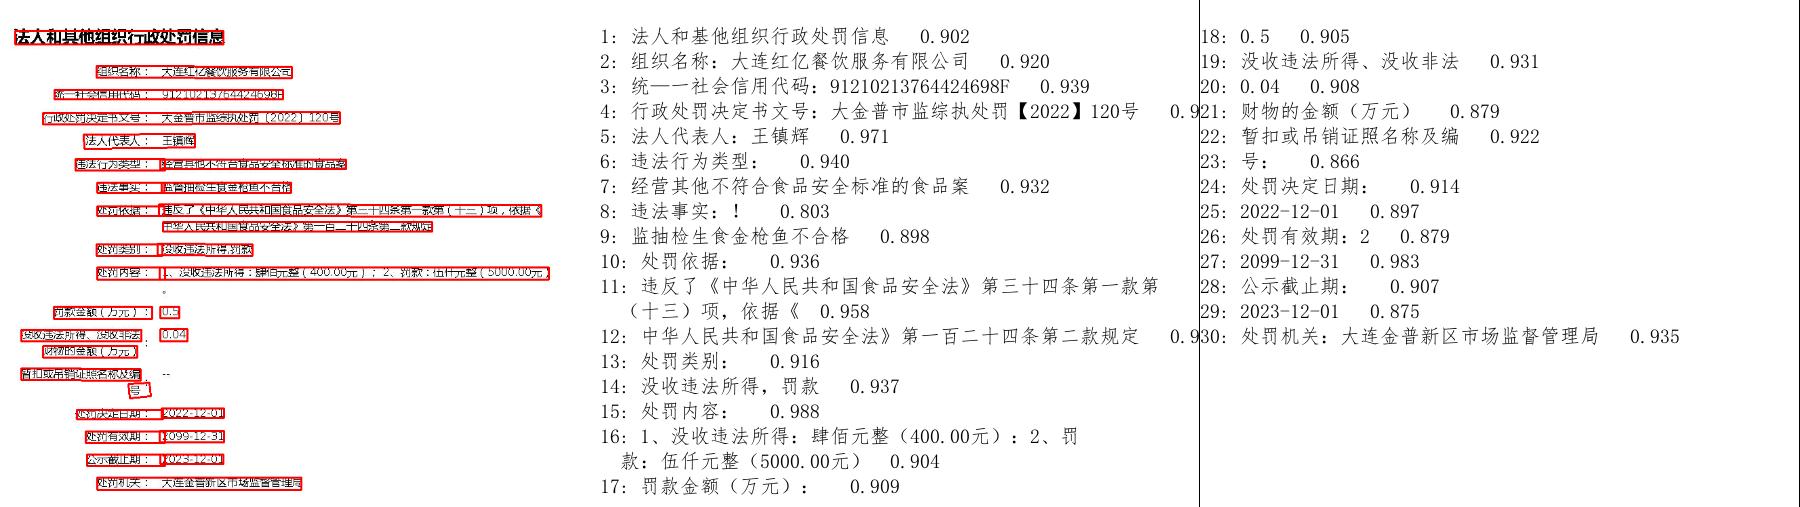 法人和其他组织行政处罚信息
组织名称： 大连红亿餐饮服务有限公司
统一社会信用代码： 91210213764424698F
行政处罚决定书文号： 大金普市监综执处罚〔2022〕120号
法人代表人： 王镇辉
违法行为类型： 经营其他不符合食品安全标准的食品案
违法事实： 监督抽检生食金枪鱼不合格
处罚依据： 违反了《中华人民共和国食品安全法》第三十四条第一款第（十三）项，依据《
中华人民共和国食品安全法》第一百二十四条第二款规定
处罚类别： 没收违法所得,罚款
处罚内容： 1、没收违法所得：肆佰元整（400.00元）；2、罚款：伍仟元整（5000.00元）
。
罚款金额（万元）： 0.5
没收违法所得、没收非法 0.04
财物的金额（万元） ：
暂扣或吊销证照名称及编 --
号 ：
处罚决定日期： 2022-12-01
处罚有效期： 2099-12-31
公示截止期： 2023-12-01
处罚机关： 大连金普新区市场监督管理局
1: 法人和基他组织行政处罚信息 0.902
2: 组织名称: 大连红亿餐饮服务有限公司 0.920
3: 统—一社会信用代码: 91210213764424698F 0.939
4: 行政处罚决定书文号: 大金普市监综执处罚【2022】120号 0.9
5: 法人代表人: 王镇辉 0.971
6: 违法行为类型: 0.940
7: 经营其他不符合食品安全标准的食品案 0.932
8: 违法事实: ! 0.803
9: 监抽检生食金枪鱼不合格 0.898
10: 处罚依据: 0.936
11: 违反了《中华人民共和国食品安全法》第三十四条第一款第
（十三）项，依据《 0.958
12: 中华人民共和国食品安全法》第一百二十四条第二款规定 0.9
13: 处罚类别: 0.916
14: 没收违法所得，罚款 0.937
15: 处罚内容: 0.988
16: 1、没收违法所得: 肆佰元整（400.00元）: 2、罚
款: 伍仟元整（5000.00元） 0.904
17: 罚款金额（万元）: 0.909
18: 0.5 0.905
19: 没收违法所得、没收非法 0.931
20: 0.04 0.908
21: 财物的金额（万元） 0.879
22: 暂扣或吊销证照名称及编 0.922
23: 号: 0.866
24: 处罚决定日期: 0.914
25: 2022-12-01 0.897
26: 处罚有效期: 2 0.879
27: 2099-12-31 0.983
28: 公示截止期: 0.907
29: 2023-12-01 0.875
30: 处罚机关: 大连金普新区市场监督管理局 0.935